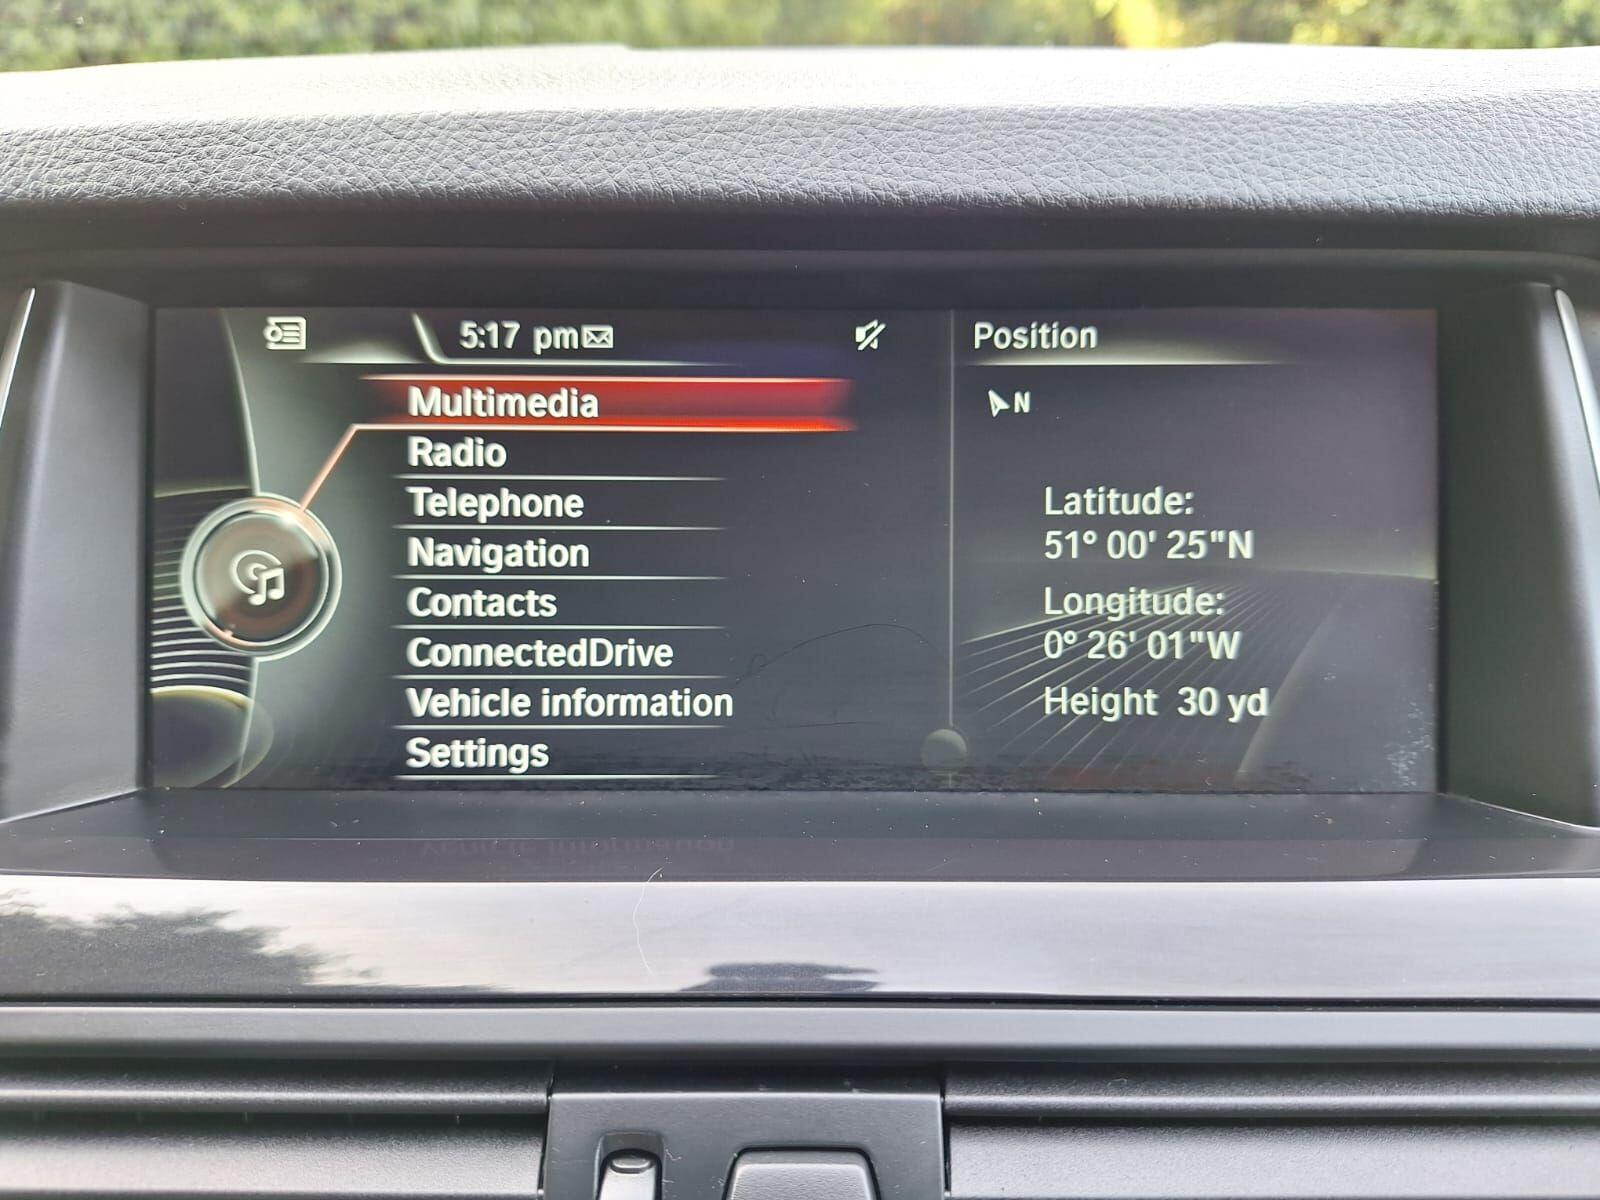 5:17 pm
Multimedia
Radio
Telephone
Navigation
Contacts
ConnectedDrive
Vehicle information
Settings
Position
N
Latitude:
51° 00' 25"N
Longitude:
0° 26' 01"W
Height 30 yd